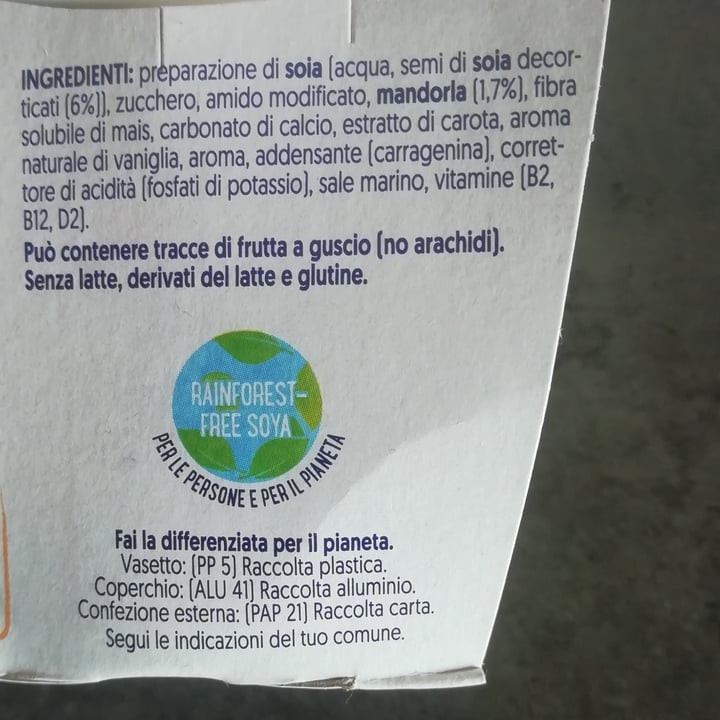 INGREDIENTI: preparazione di soia (acqua, semi di soia decor-
ticati (6%)), zucchero, amido modificato, mandorla (1,7%), fibra
solubile di mais, carbonato di calcio, estratto di carota, aroma
naturale di vaniglia, aroma, addensante (carragenina), corret-
tore di acidità (fosfati di potassio), sale marino, vitamine (B2,
B12, D2).
Può contenere tracce di frutta a guscio (no arachidi).
Senza latte, derivati del latte e glutine.
RAINFOREST-
FREE SOYA
PER LE PERSONE E PER IL PIANETA
Fai la differenziata per il pianeta.
Vasetto: (PP 5) Raccolta plastica.
Coperchio: (ALU 41) Raccolta alluminio.
Confezione esterna: (PAP 21) Raccolta carta.
Segui le indicazioni del tuo comune.